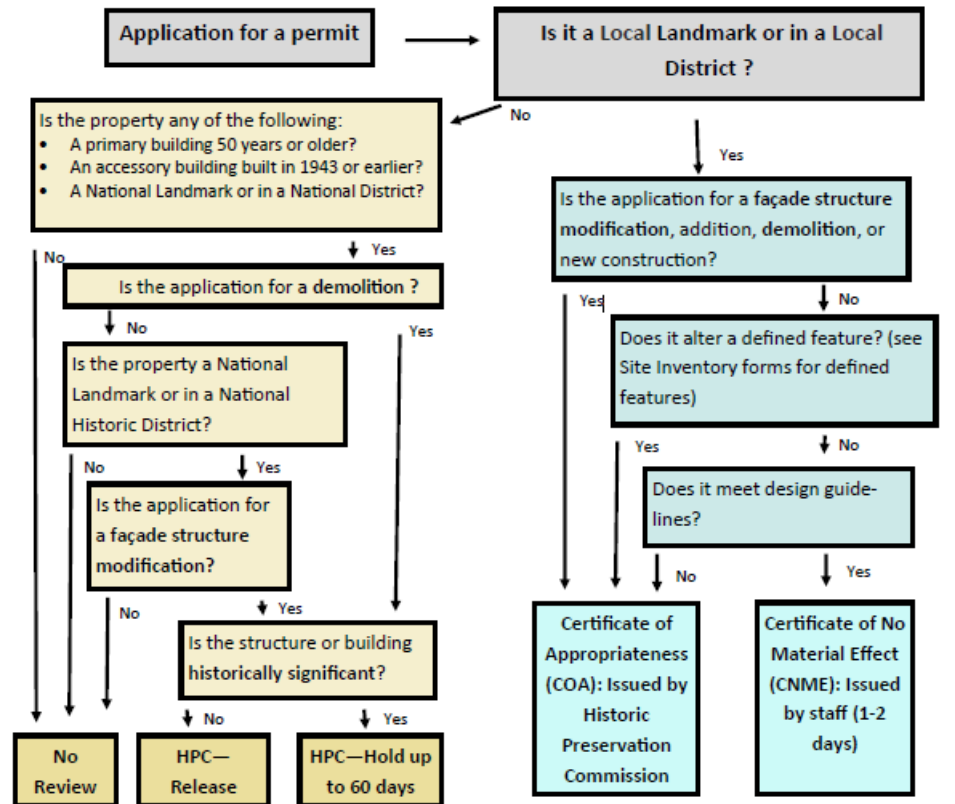 Application for a permit
Is it a Local Landmark or in a Local
District ?
No
Yes
Is the property any of the following:
• A primary building 50 years or older?
• An accessory building built in 1943 or earlier?
• A National Landmark or in a National District?
Is the application for a façade structure
modification, addition, demolition, or
new construction?
No
Yes
Is the application for a demolition ?
Yes
No
No
Yes
Does it alter a defined feature? (see
Site Inventory forms for defined
features)
Is the property a National
Landmark or in a National
Historic District?
Yes
No
No
Yes
Does it meet design guide-
lines?
Is the application for
a façade structure
modification?
No
Yes
No
Yes
Is the structure or building
historically significant?
No
Yes
Certificate of
Appropriateness
(COA): Issued by
Historic
Preservation
Commission
Certificate of No
Material Effect
(CNME): Issued
by staff (1-2
days)
No
Review
HPC—
Release
HPC—Hold up
to 60 days